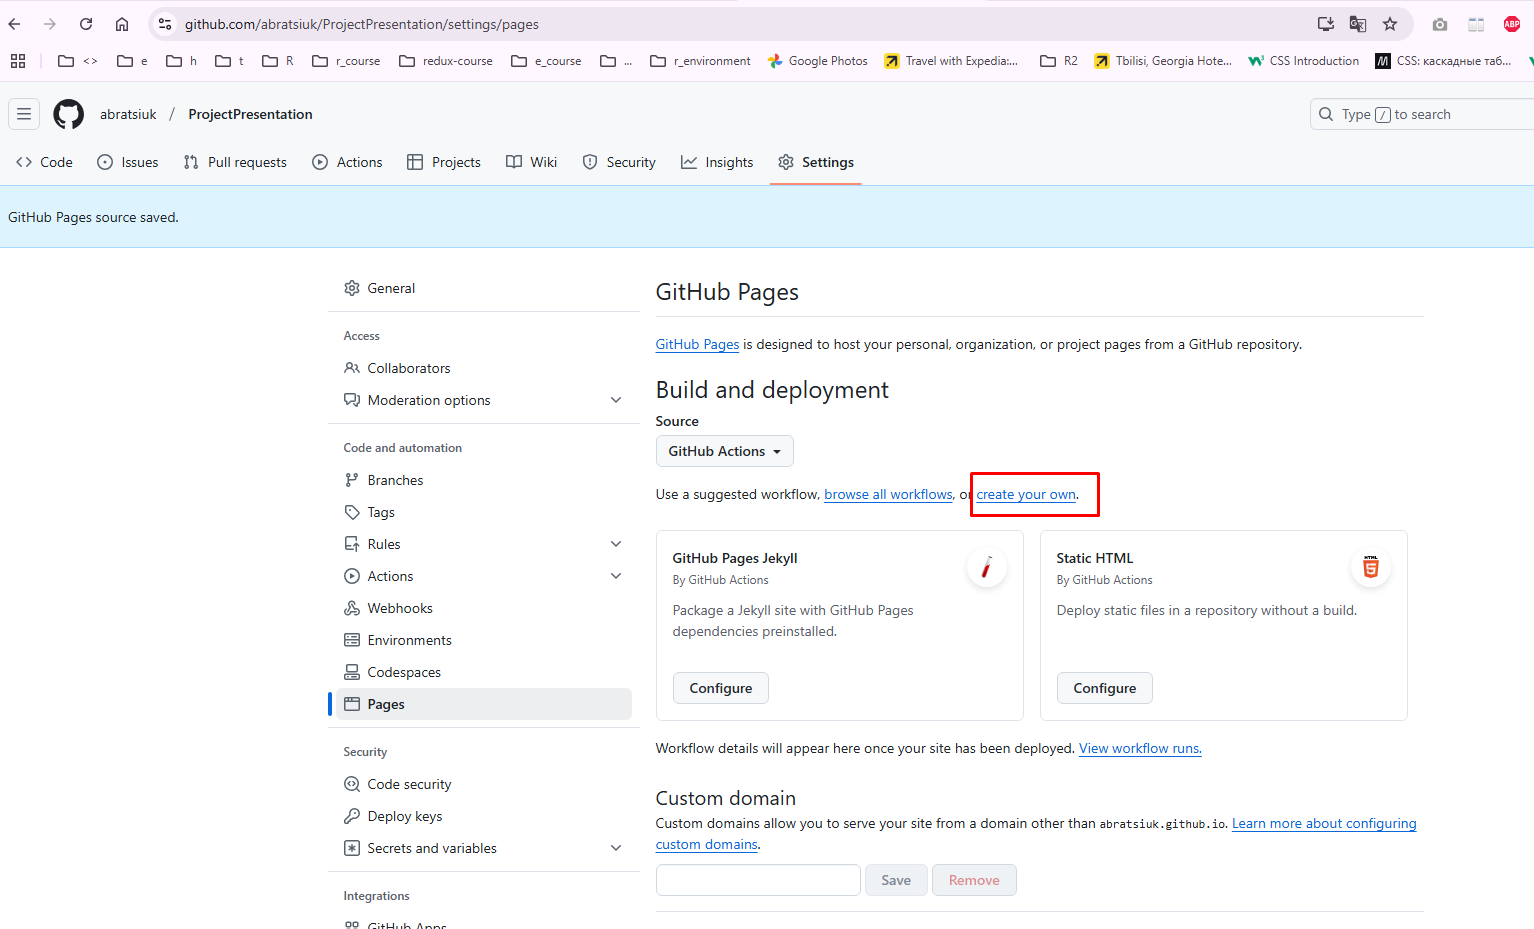 github.com/abratsiuk/ProjectPresentation/settings/pages
ABP
<> e h t R r_course redux-course e_course ... r_environment Google Photos Travel with Expedia:... R2 Tbilisi, Georgia Hote... CSS Introduction CSS: каскадные таб...
abratsiuk / ProjectPresentation
Type / to search
Code Issues Pull requests Actions Projects Wiki Security Insights Settings
GitHub Pages source saved.
General
Access
Collaborators
Moderation options
Code and automation
Branches
Tags
Rules
Actions
Webhooks
Environments
Codespaces
Pages
Security
Code security
Deploy keys
Secrets and variables
Integrations
GitHub Apps
GitHub Pages
GitHub Pages is designed to host your personal, organization, or project pages from a GitHub repository.
Build and deployment
Source
GitHub Actions
Use a suggested workflow, browse all workflows, or create your own.
GitHub Pages Jekyll
By GitHub Actions
Package a Jekyll site with GitHub Pages
dependencies preinstalled.
Configure
Static HTML
By GitHub Actions
HTML
5
Deploy static files in a repository without a build.
Configure
Workflow details will appear here once your site has been deployed. View workflow runs.
Custom domain
Custom domains allow you to serve your site from a domain other than abratsiuk.github.io. Learn more about configuring
custom domains.
Save Remove